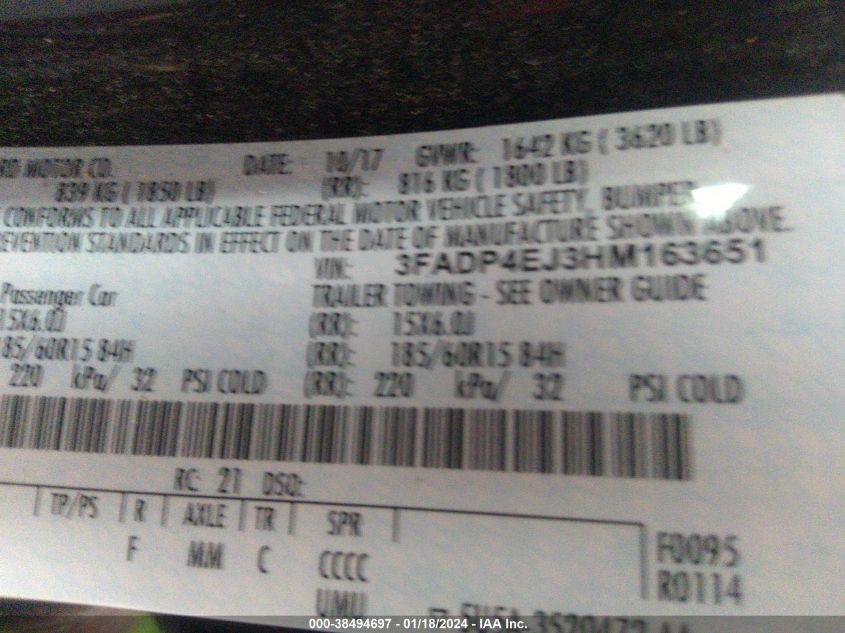 RD MOTOR CO. DATE: 10/17 GVWR: 1642 KG ( 3620 LB)
839 KG ( 1850 LB) (RR): 816 KG ( 1800 LB)
CONFORMS TO ALL APPLICABLE FEDERAL MOTOR VEHICLE SAFETY, BUMPER
EVENTION STANDARDS IN EFFECT ON THE DATE OF MANUFACTURE SHOWN ABOVE.
VIN: 3FADP4EJ3HM163651
Passenger Car TRAILER TOWING - SEE OWNER GUIDE
15X6.0J (RR): 15X6.0J
185/60R15 84H (RR): 185/60R15 84H
220 kPa/ 32 PSI COLD (RR): 220 kPa/ 32 PSI COLD
RC: 21 DSO:
TP/PS R AXLE TR SPR
F MM C CCCC F0095
UMU R0114
000-38494697 - 01/18/2024 - IAA Inc.